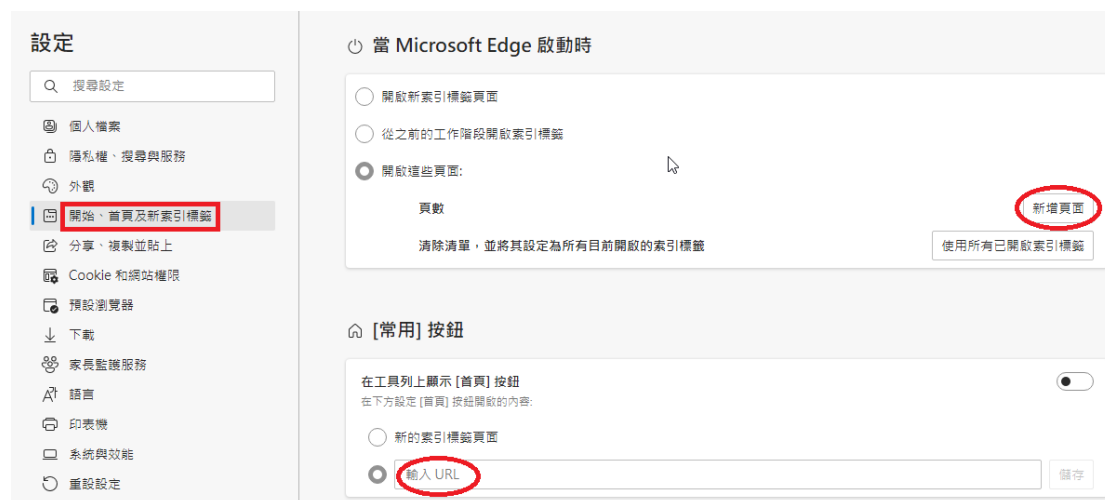 設定
搜尋設定
個人檔案
隱私權、搜尋與服務
外觀
開始、首頁及新索引標籤
分享、複製並貼上
Cookie 和網站權限
預設瀏覽器
下載
家長監護服務
語言
印表機
系統與效能
重設設定
當 Microsoft Edge 啟動時
開啟新索引標籤頁面
從之前的工作階段開啟索引標籤
開啟這些頁面:
頁數
新增頁面
清除清單，並將其設定為所有目前開啟的索引標籤
使用所有已開啟索引標籤
[常用] 按鈕
在工具列上顯示 [首頁] 按鈕
在下方設定 [首頁] 按鈕開啟的內容:
新的索引標籤頁面
輸入 URL
儲存